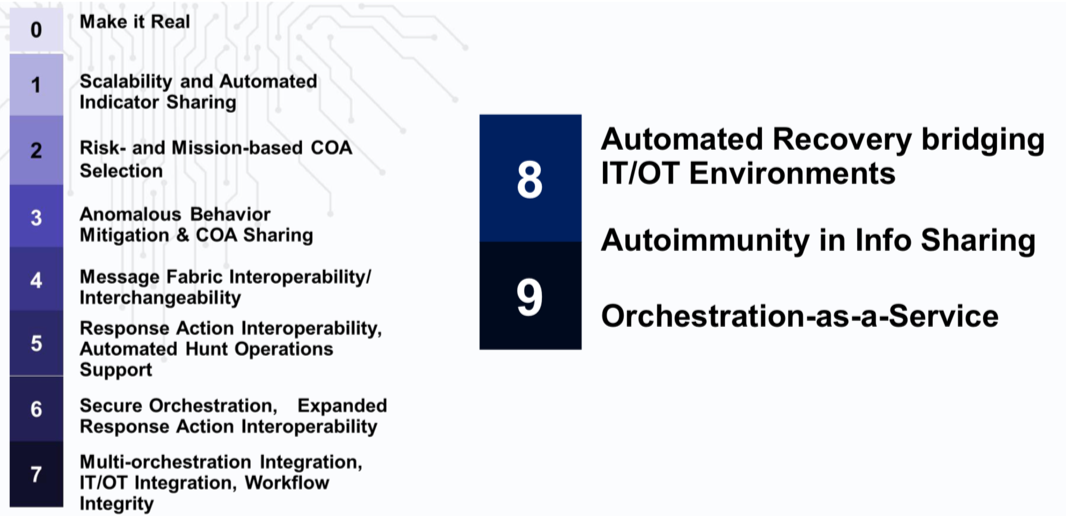 0
Make it Real
1
Scalability and Automated
Indicator Sharing
2
Risk- and Mission-based COA
Selection
3
Anomalous Behavior
Mitigation & COA Sharing
4
Message Fabric Interoperability/
Intercheability
5
Response Action Interoperability,
Automated Hunt Operations
Support
6
Secure Orchestration, Expanded
Response Action Interoperability
7
Multi-orchestration Integration,
IT/OT Integration, Workflow
Integrity
8
Automated Recovery bridging
IT/OT Environments
Autoimmunity in Info Sharing
9
Orchestration-as-a-Service